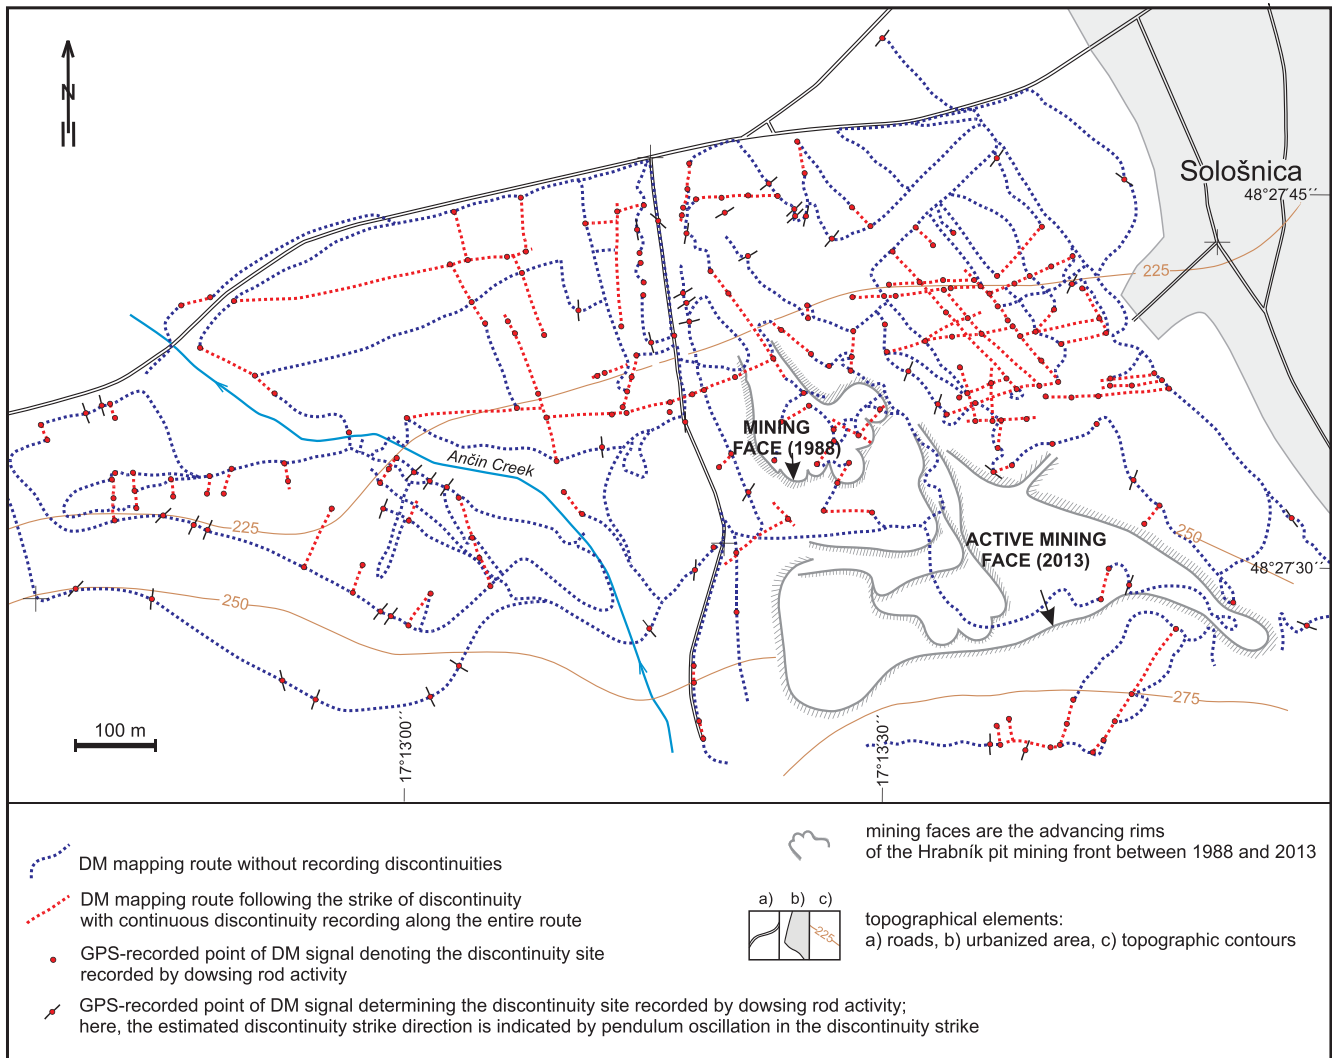 N
Sološnica
48°27´45´´
225
Ančin Creek
MINING
FACE (1988)
225
250
ACTIVE MINING
FACE (2013)
250
48°27´30´´
275
100 m
17°13´00´´
17°13´30´´
DM mapping route without recording discontinuities
DM mapping route following the strike of discontinuity
with continuous discontinuity recording along the entire route
GPS-recorded point of DM signal denoting the discontinuity site
recorded by dowsing rod activity
GPS-recorded point of DM signal determining the discontinuity site recorded by dowsing rod activity;
here, the estimated discontinuity strike direction is indicated by pendulum oscillation in the discontinuity strike
mining faces are the advancing rims
of the Hrabník pit mining front between 1988 and 2013
a) b) c)
225
topographical elements:
a) roads, b) urbanized area, c) topographic contours